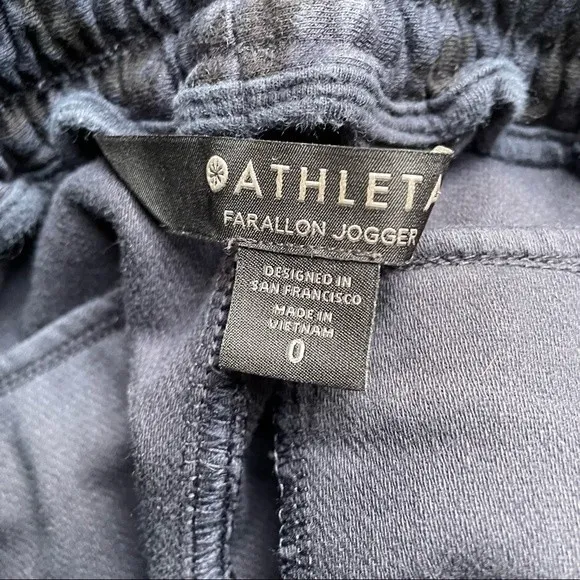 ATHLETA
FARALLON JOGGER
DESIGNED IN
SAN FRANCISCO
MADE IN
VIETNAM
0